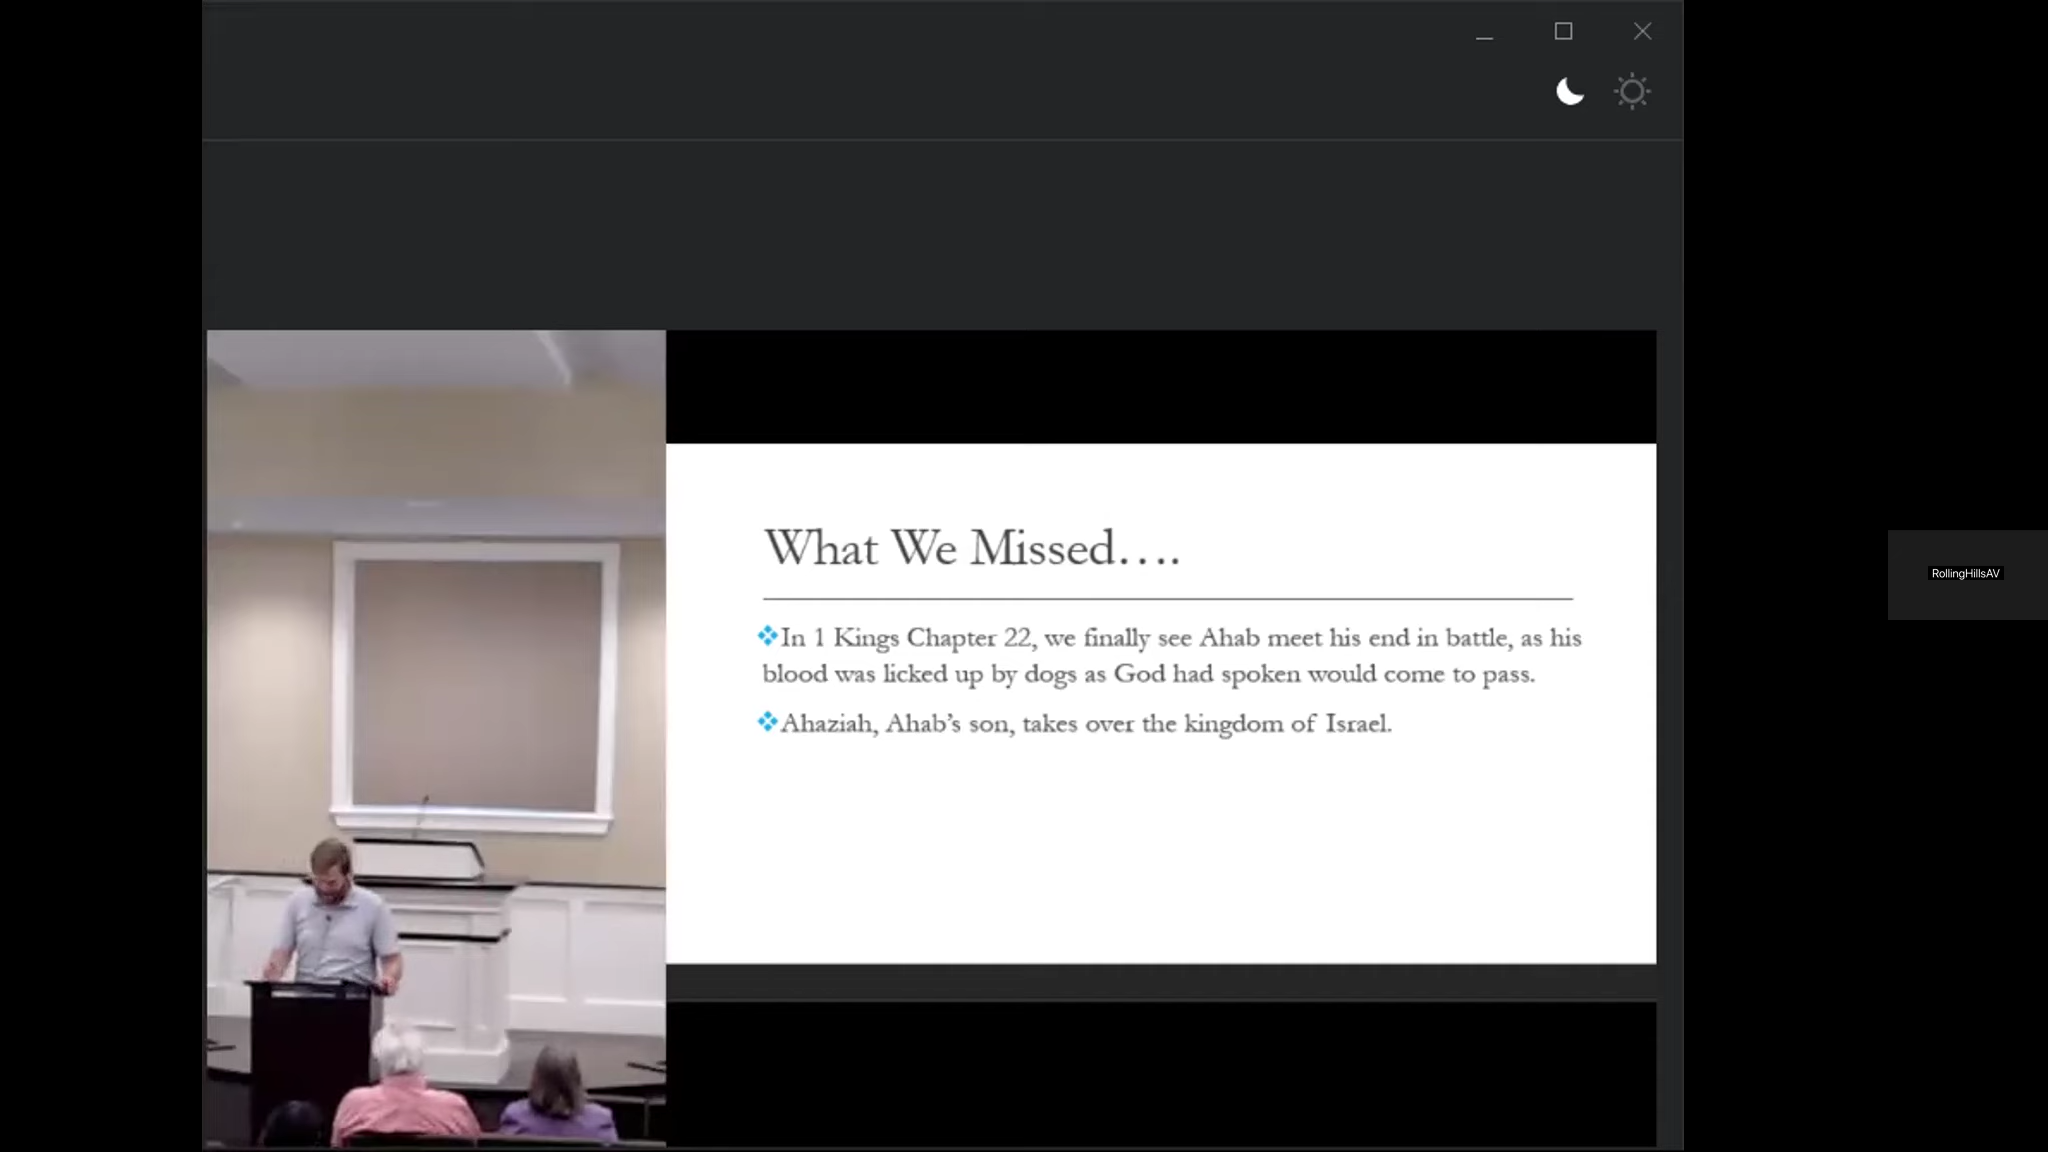 What We Missed….
❖In 1 Kings Chapter 22, we finally see Ahab meet his end in battle, as his
blood was licked up by dogs as God had spoken would come to pass.
❖Ahaziah, Ahab’s son, takes over the kingdom of Israel.
RollingHillsAV